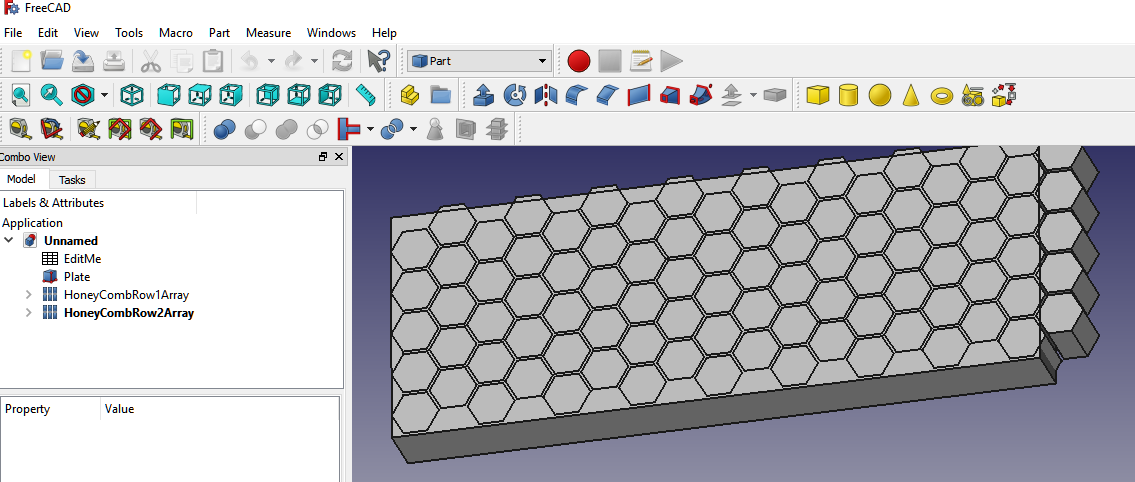 FreeCAD
File Edit View Tools Macro Part Measure Windows Help
Part
Combo View
Model Tasks
Labels & Attributes
Application
Unnamed
EditMe
Plate
HoneyCombRow1Array
HoneyCombRow2Array
Property Value